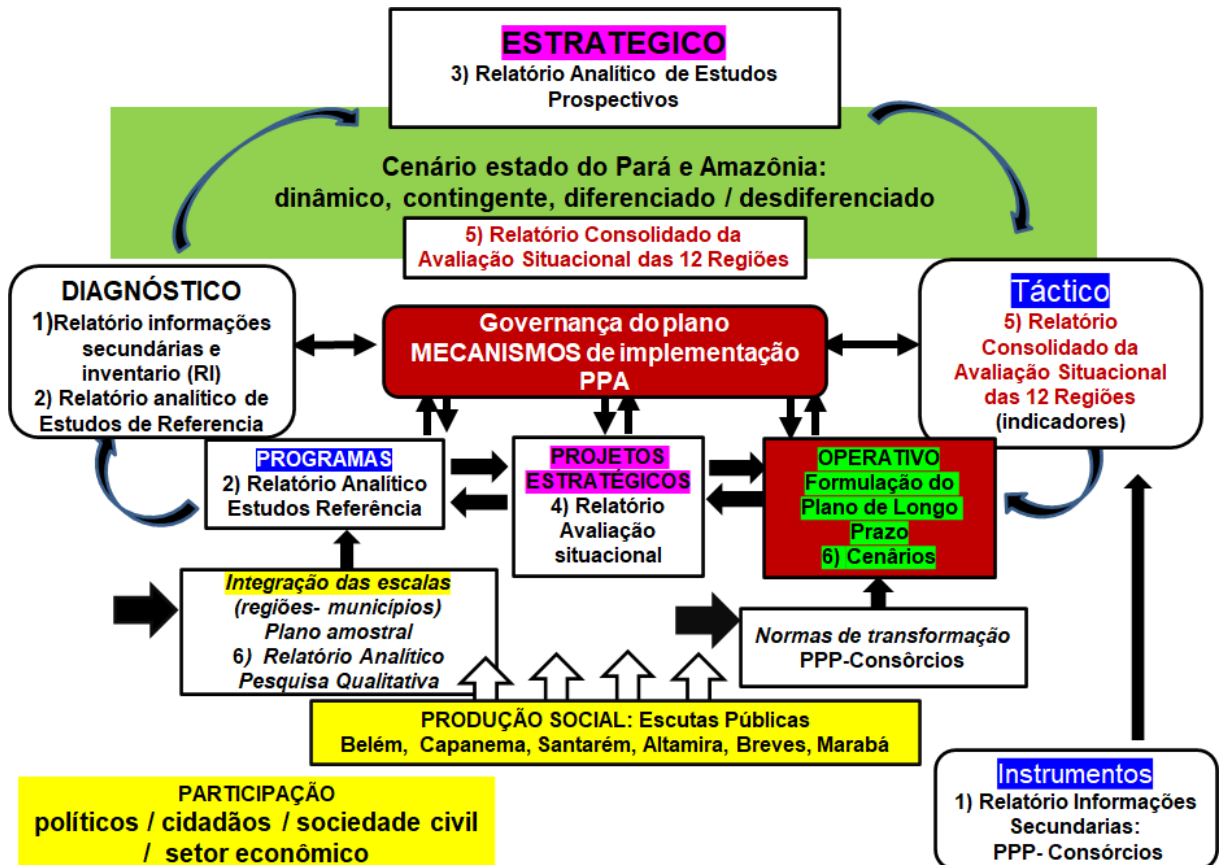 ESTRATEGICO
3) Relatório Analítico de Estudos
Prospectivos
Cenário estado do Pará e Amazônia:
dinâmico, contingente, diferenciado / desdiferenciado
5) Relatório Consolidado da
Avaliação Situacional das 12 Regiões
DIAGNÓSTICO
1)Relatório informações
secundárias e
inventario (RI)
2) Relatório analítico de
Estudos de Referencia
Governança do plano
MECANISMOS de implementação
PPA
Táctico
5) Relatório
Consolidado da
Avaliação Situacional
das 12 Regiões
(indicadores)
PROGRAMAS
2) Relatório Analítico
Estudos Referência
PROJETOS
ESTRATÉGICOS
4) Relatório
Avaliação
situacional
OPERATIVO
Formulação do
Plano de Longo
Prazo
6) Cenârios
Integração das escalas
(regiões- municípios)
Plano amostral
6) Relatório Analítico
Pesquisa Qualitativa
Normas de transformação
PPP-Consôrcios
PRODUÇÃO SOCIAL: Escutas Públicas
Belém, Capanema, Santarém, Altamira, Breves, Marabá
PARTICIPAÇÃO
políticos / cidadãos / sociedade civil
/ setor econômico
Instrumentos
1) Relatório Informações
Secundarias:
PPP- Consórcios